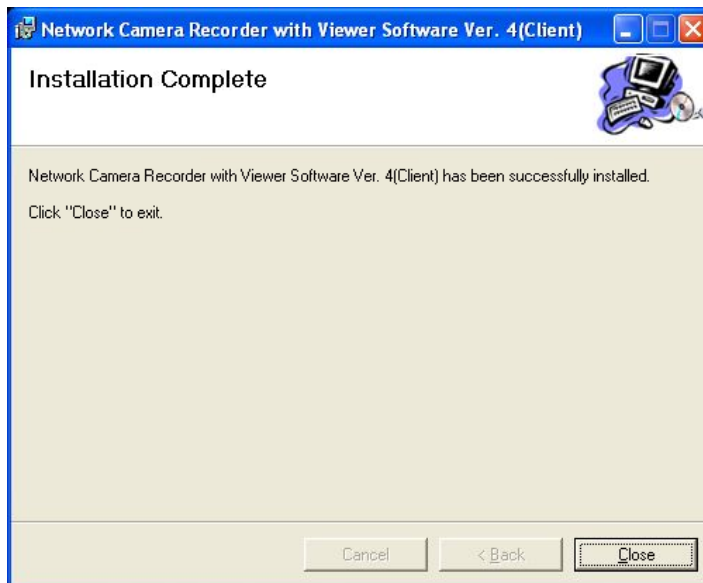 Network Camera Recorder with Viewer Software Ver. 4(Client)
Installation Complete
Network Camera Recorder with Viewer Software Ver. 4(Client) has been successfully installed.
Click "Close" to exit.
Cancel
< Back
Close